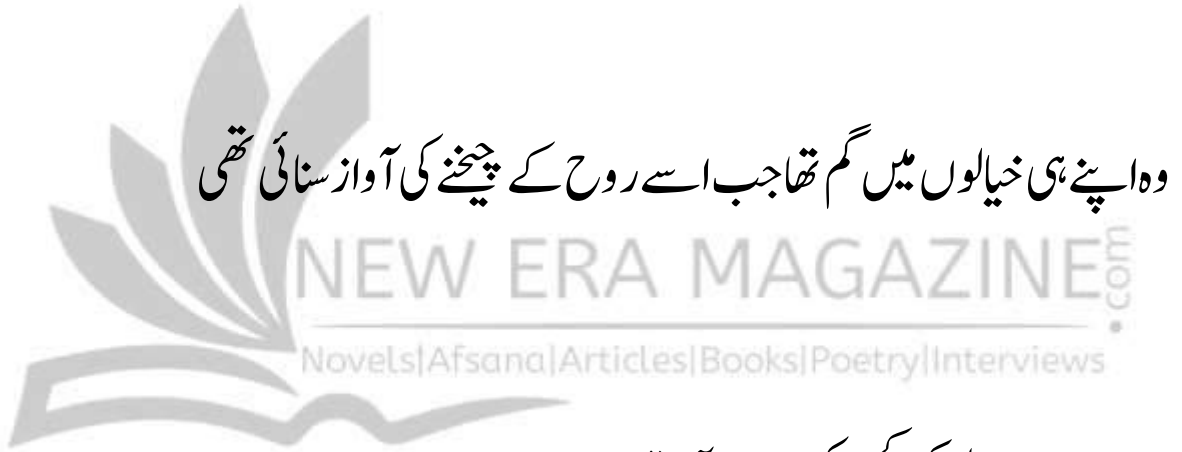 وہ اپنے ہی خیالوں میں گم تھا جب اسے روح کے چیخنے کی آواز سنائی تھی
NEW ERA MAGAZINE.com
Novels|Afsana|Articles|Books|Poetry|Interviews